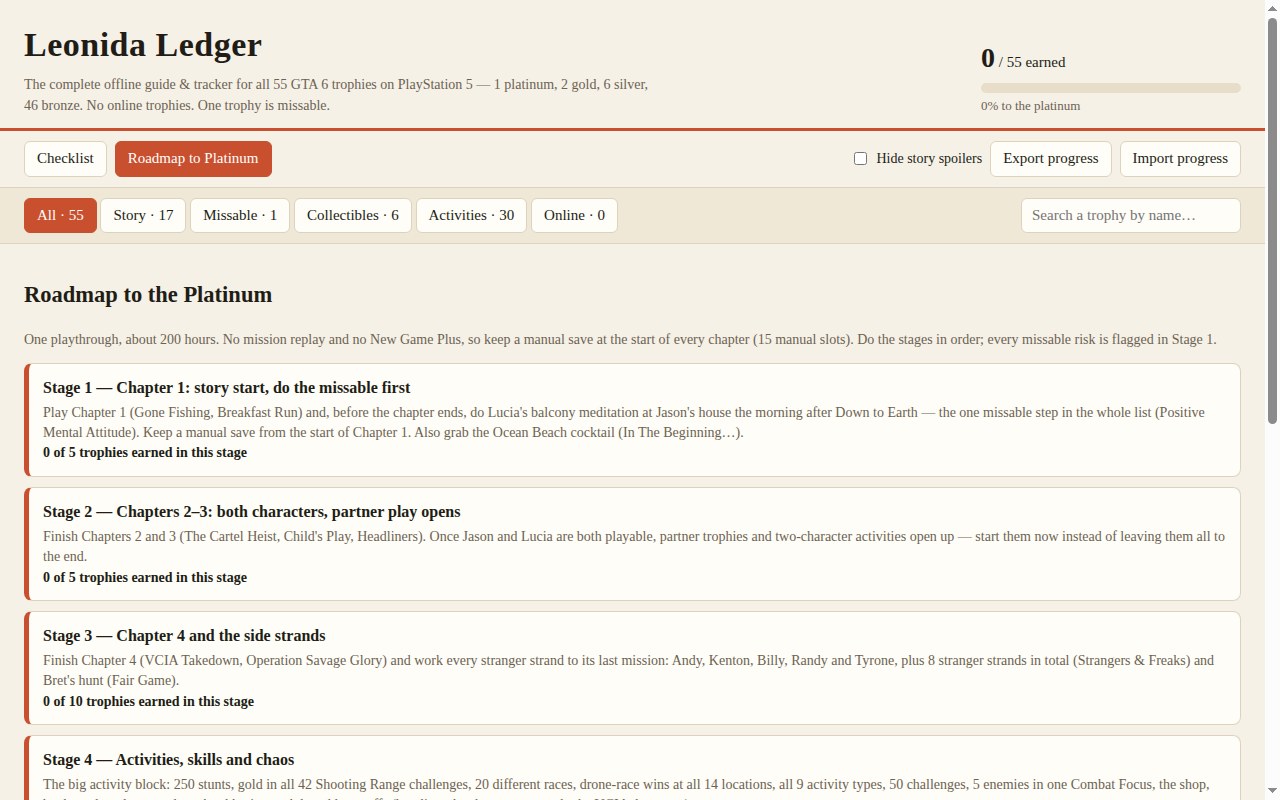 Leonida Ledger
The complete offline guide & tracker for all 55 GTA 6 trophies on PlayStation 5 — 1 platinum, 2 gold, 6 silver,
46 bronze. No online trophies. One trophy is missable.
0 / 55 earned
0% to the platinum
Checklist
Roadmap to Platinum
Hide story spoilers
Export progress
Import progress
All · 55
Story · 17
Missable · 1
Collectibles · 6
Activities · 30
Online · 0
Search a trophy by name…
Roadmap to the Platinum
One playthrough, about 200 hours. No mission replay and no New Game Plus, so keep a manual save at the start of every chapter (15 manual slots). Do the stages in order; every missable risk is flagged in Stage 1.
Stage 1 — Chapter 1: story start, do the missable first
Play Chapter 1 (Gone Fishing, Breakfast Run) and, before the chapter ends, do Lucia's balcony meditation at Jason's house the morning after Down to Earth — the one missable step in the whole list (Positive
Mental Attitude). Keep a manual save from the start of Chapter 1. Also grab the Ocean Beach cocktail (In The Beginning…).
0 of 5 trophies earned in this stage
Stage 2 — Chapters 2–3: both characters, partner play opens
Finish Chapters 2 and 3 (The Cartel Heist, Child's Play, Headliners). Once Jason and Lucia are both playable, partner trophies and two-character activities open up — start them now instead of leaving them all to
the end.
0 of 5 trophies earned in this stage
Stage 3 — Chapter 4 and the side strands
Finish Chapter 4 (VCIA Takedown, Operation Savage Glory) and work every stranger strand to its last mission: Andy, Kenton, Billy, Randy and Tyrone, plus 8 stranger strands in total (Strangers & Freaks) and
Bret's hunt (Fair Game).
0 of 10 trophies earned in this stage
Stage 4 — Activities, skills and chaos
The big activity block: 250 stunts, gold in all 42 Shooting Range challenges, 20 different races, drone-race wins at all 14 locations, all 9 activity types, 50 challenges, 5 enemies in one Combat Focus, the shop,